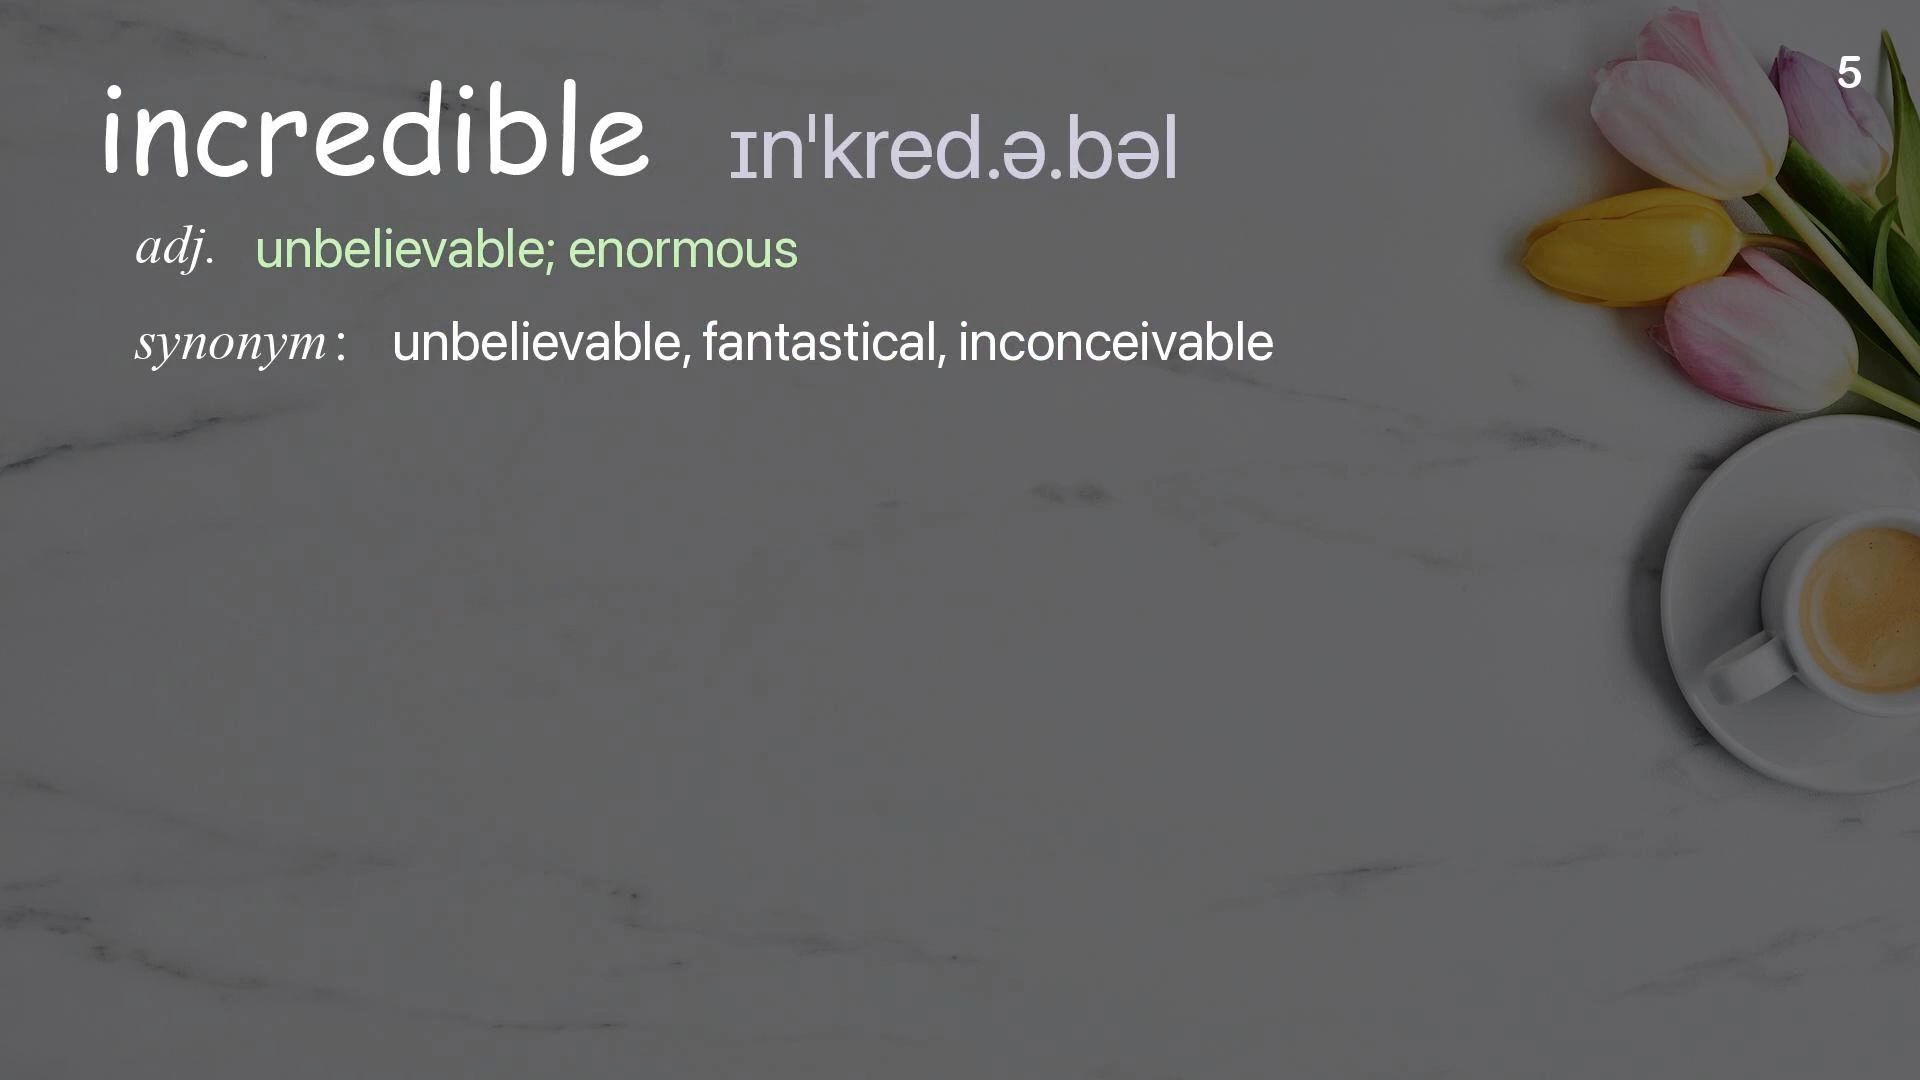 5
incredible ɪnˈkred.ə.bəl
adj. unbelievable; enormous
synonym: unbelievable, fantastical, inconceivable